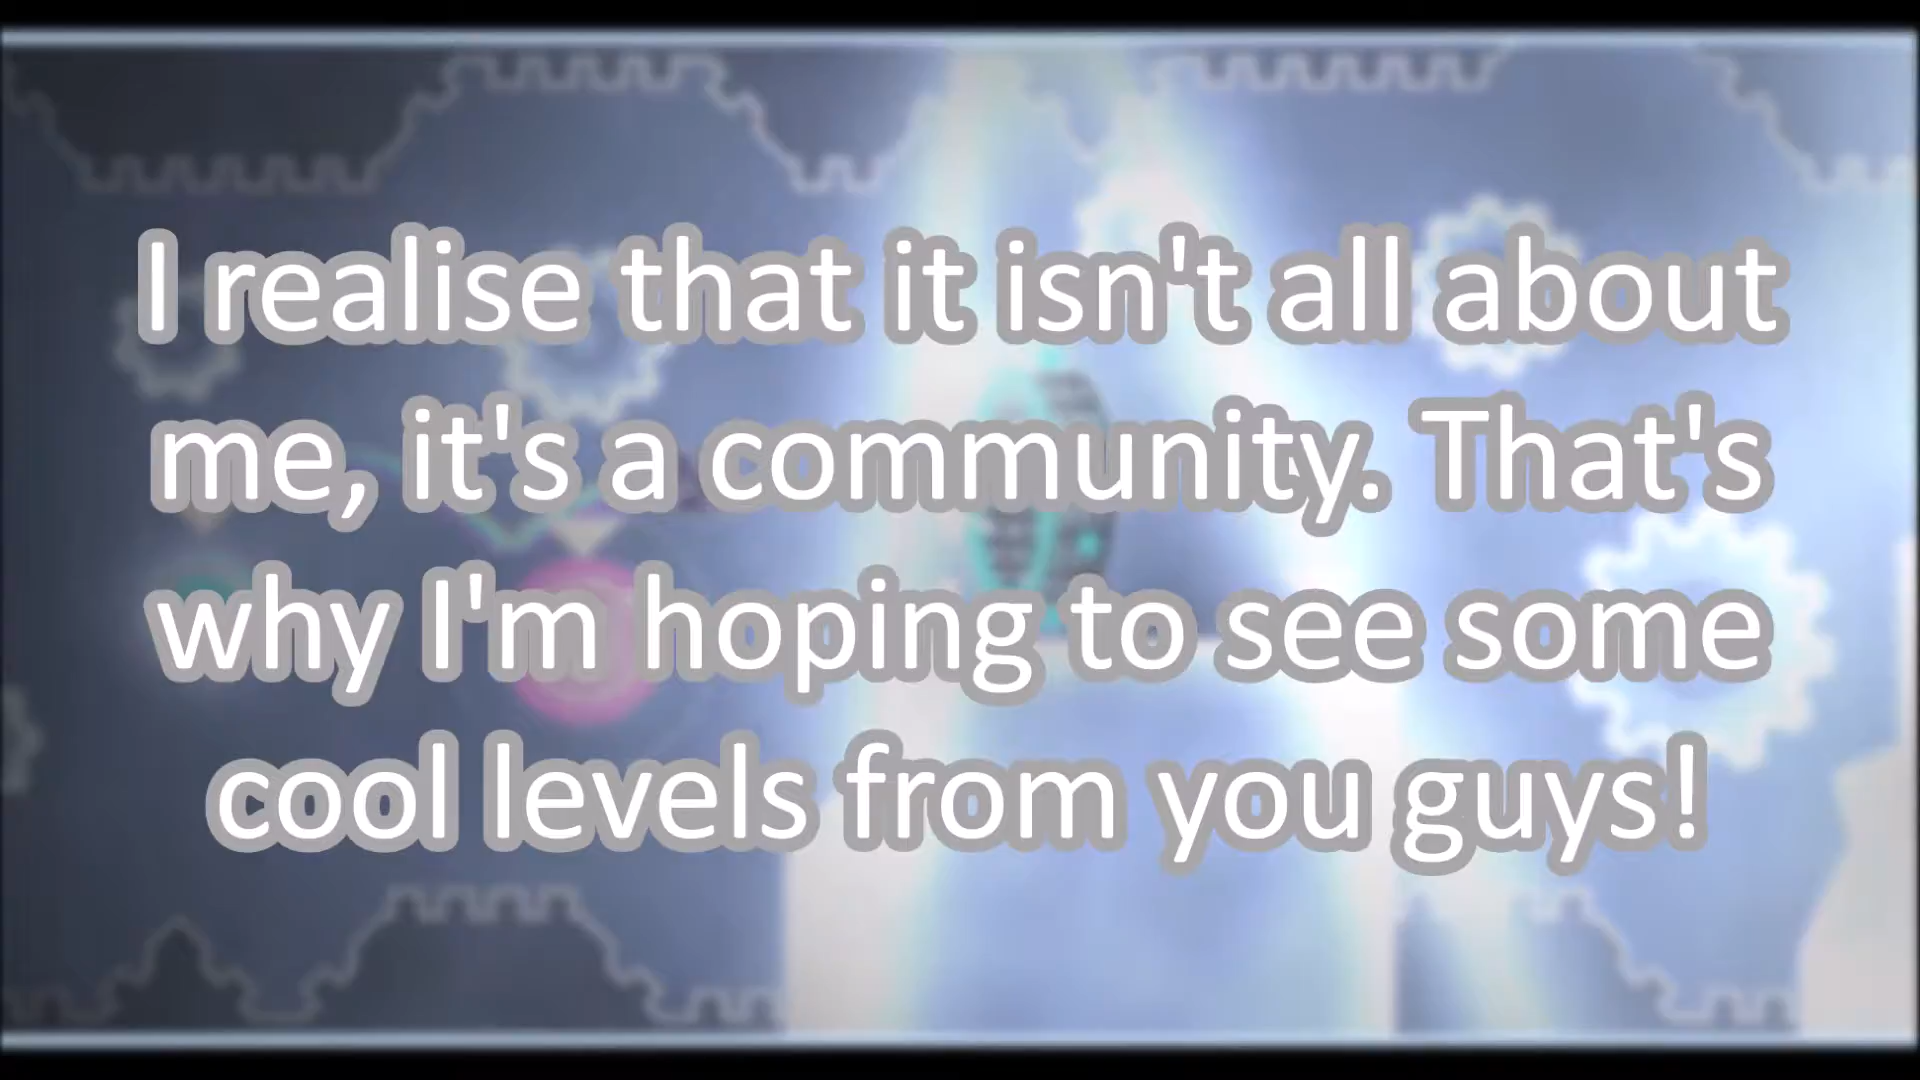 I realise that it isn't all about
me, it's a community. That's
why I'm hoping to see some
cool levels from you guys!